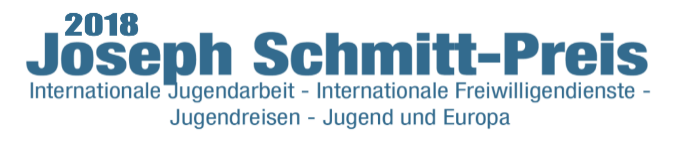 2018
Joseph Schmitt-Preis
Internationale Jugendarbeit - Internationale Freiwilligendienste -
Jugendreisen - Jugend und Europa